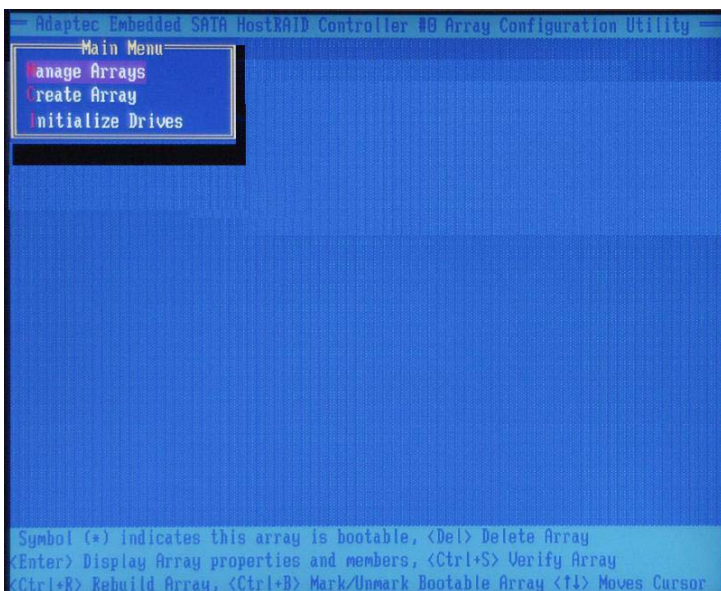 Adaptec Embedded SATA HostRAID Controller #0 Array Configuration Utility
Main Menu
Manage Arrays
Create Array
Initialize Drives
Symbol (*) indicates this array is bootable, <Del> Delete Array
<Enter> Display Array properties and members, <Ctrl+S> Verify Array
<Ctrl+R> Rebuild Array, <Ctrl+B> Mark/Unmark Bootable Array <↑↓> Moves Cursor